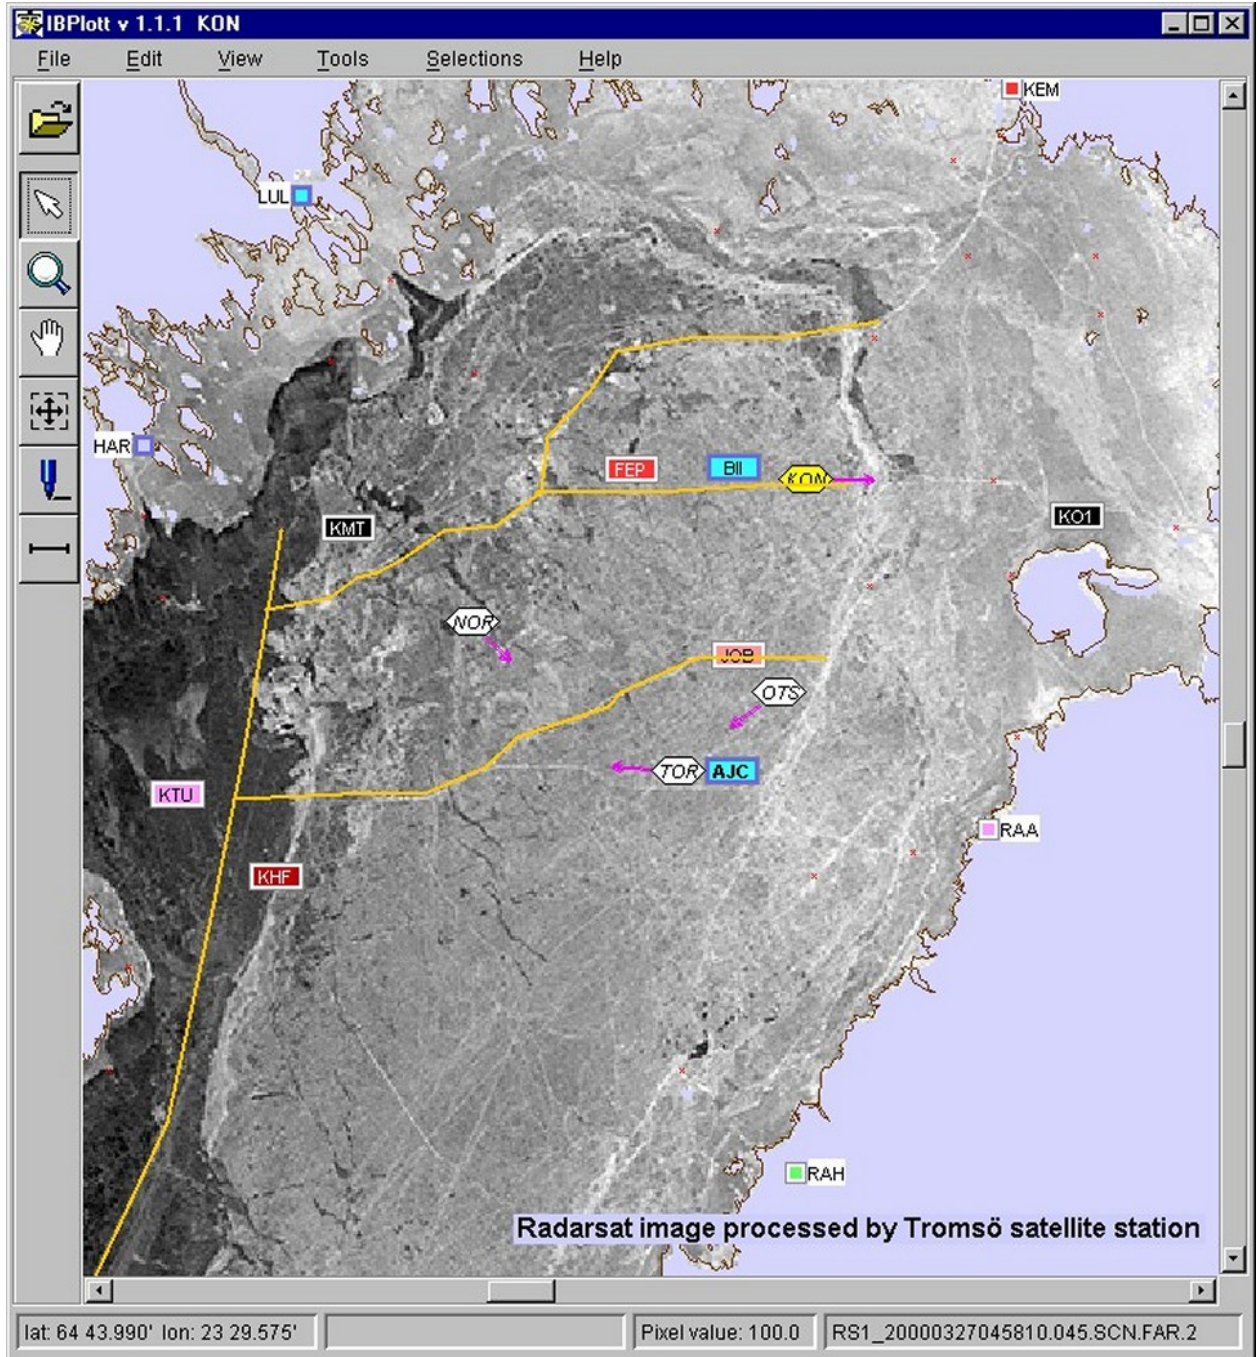 IBPlott v 1.1.1 KON
File Edit View Tools Selections Help
KEM
LUL
HAR
FEP
BII
KON
KMT
KO1
NOR
JOB
OTS
TOR
AJC
KTU
RAA
KHF
RAH
Radarsat image processed by Tromsö satellite station
lat: 64 43.990' lon: 23 29.575'
Pixel value: 100.0
RS1_20000327045810.045.SCN.FAR.2